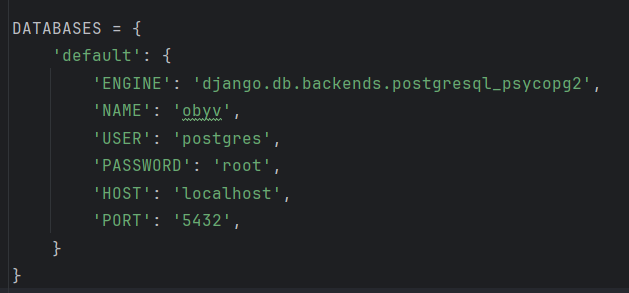 DATABASES = {
    'default': {
        'ENGINE': 'django.db.backends.postgresql_psycopg2',
        'NAME': 'obyv',
        'USER': 'postgres',
        'PASSWORD': 'root',
        'HOST': 'localhost',
        'PORT': '5432',
    }
}